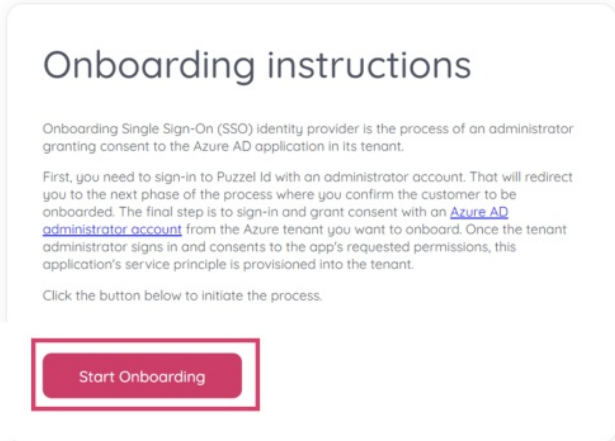 Onboarding instructions
Onboarding Single Sign-On (SSO) identity provider is the process of an administrator
granting consent to the Azure AD application in its tenant.
First, you need to sign-in to Puzzel Id with an administrator account. That will redirect
you to the next phase of the process where you confirm the customer to be
onboarded. The final step is to sign-in and grant consent with an Azure AD
administrator account from the Azure tenant you want to onboard. Once the tenant
administrator signs in and consents to the app's requested permissions, this
application's service principle is provisioned into the tenant.
Click the button below to initiate the process.
Start Onboarding